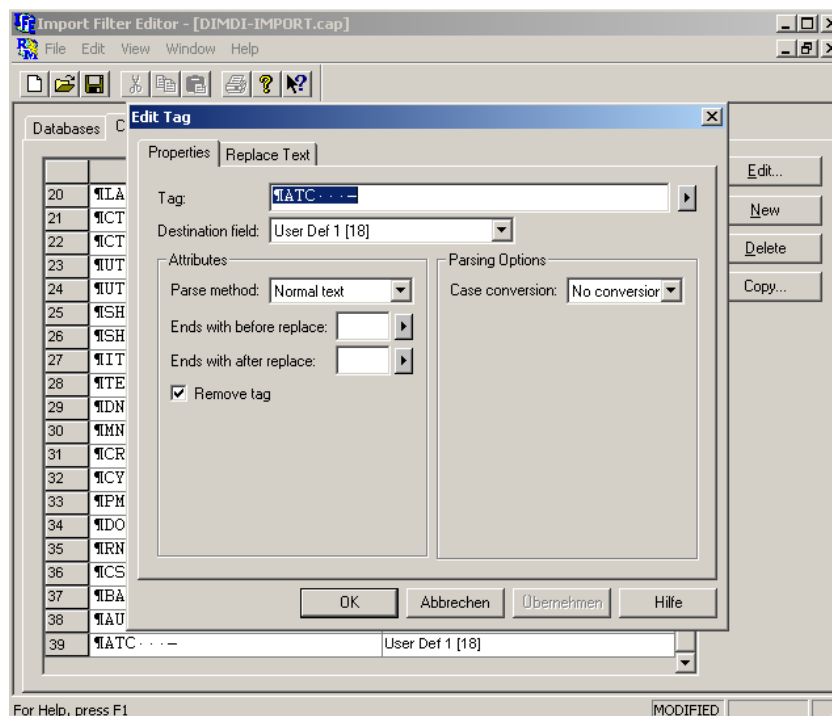 Import Filter Editor - [DIMDI-IMPORT.cap]
File Edit View Window Help
Databases C
Edit Tag
Properties Replace Text
Tag: ¶ATC···–
Destination field: User Def 1 [18]
Attributes
Parse method: Normal text
Ends with before replace:
Ends with after replace:
Remove tag
Parsing Options
Case conversion: No conversion
OK Abbrechen Übernehmen Hilfe
Edit...
New
Delete
Copy...
20 ¶LA
21 ¶CT
22 ¶CT
23 ¶UT
24 ¶UT
25 ¶SH
26 ¶SH
27 ¶IT
28 ¶TE
29 ¶DN
30 ¶MN
31 ¶CR
32 ¶CY
33 ¶PM
34 ¶DO
35 ¶RN
36 ¶CS
37 ¶BA
38 ¶AU
39 ¶ATC···– User Def 1 [18]
For Help, press F1 MODIFIED